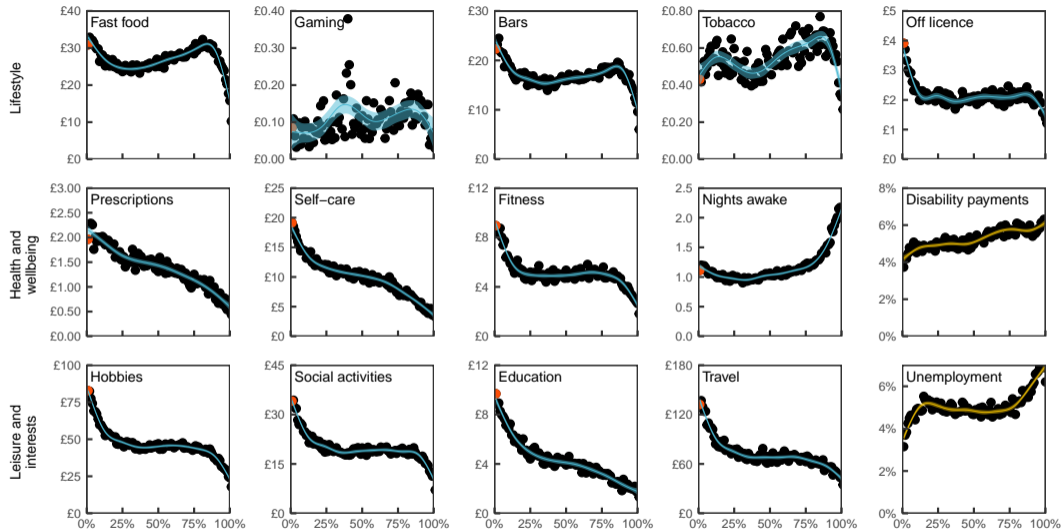 Lifestyle
Fast food
£40
£30
£20
£10
£0
Gaming
£0.40
£0.30
£0.20
£0.10
£0.00
Bars
£30
£20
£10
£0
Tobacco
£0.80
£0.60
£0.40
£0.20
£0.00
Off licence
£5
£4
£3
£2
£1
£0
Health and
wellbeing
Prescriptions
£3.00
£2.50
£2.00
£1.50
£1.00
£0.50
£0.00
Self−care
£25
£20
£15
£10
£5
£0
Fitness
£12
£8
£4
£0
Nights awake
2.5
2.0
1.5
1.0
0.5
0.0
Disability payments
8%
6%
4%
2%
0%
Leisure and
interests
Hobbies
£100
£75
£50
£25
£0
Social activities
£45
£30
£15
£0
Education
£12
£8
£4
£0
Travel
£180
£120
£60
£0
Unemployment
6%
4%
2%
0%
0% 25% 50% 75% 100%
0% 25% 50% 75% 100%
0% 25% 50% 75% 100%
0% 25% 50% 75% 100%
0% 25% 50% 75% 100%